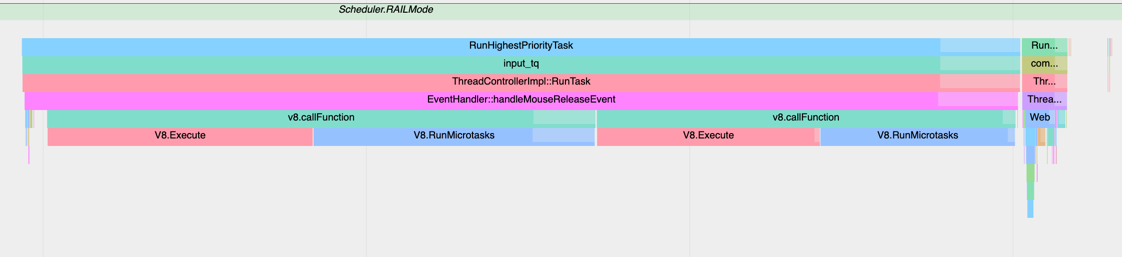 Scheduler.RAILMode
RunHighestPriorityTask Run...
input_tq com...
ThreadControllerImpl::RunTask Thr...
EventHandler::handleMouseReleaseEvent Threa...
v8.callFunction v8.callFunction Web
V8.Execute V8.RunMicrotasks V8.Execute V8.RunMicrotasks